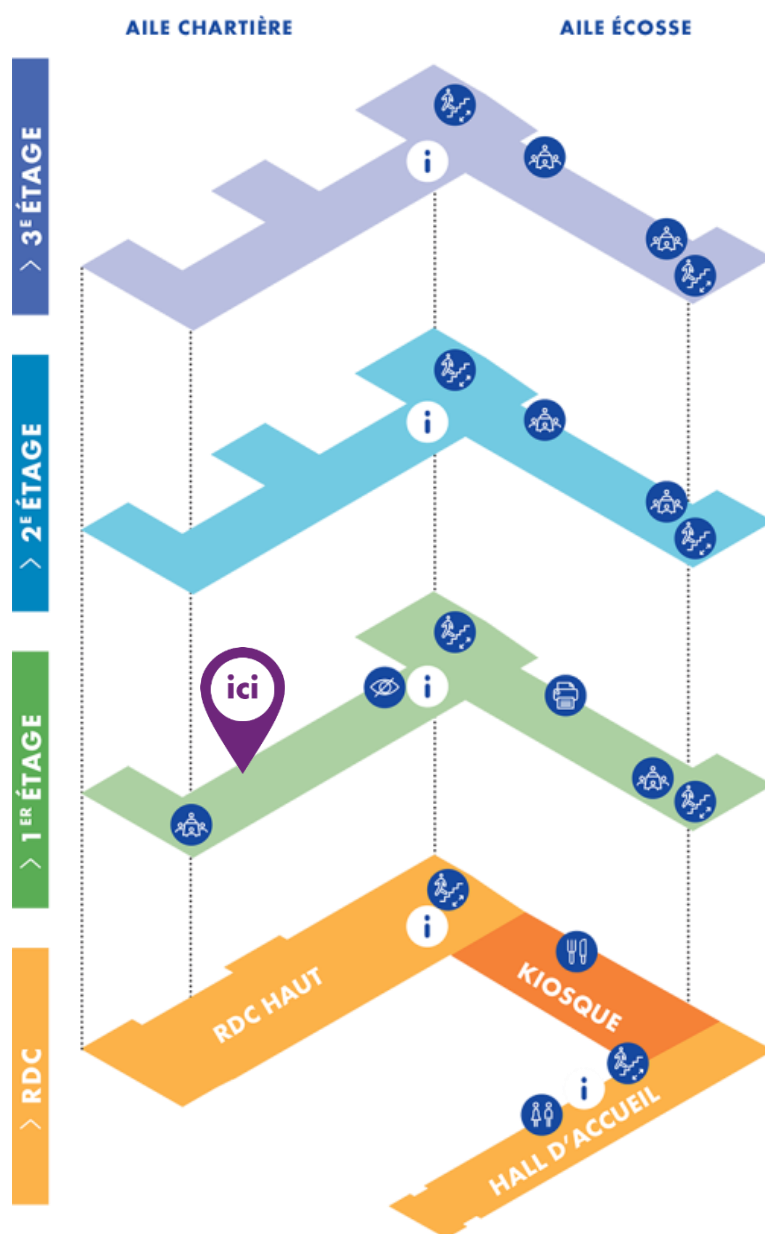 AILE CHARTIÈRE
AILE ÉCOSSE
> 3E ÉTAGE
i
> 2E ÉTAGE
i
ici
> 1ER ÉTAGE
i
> RDC
i
RDC HAUT
KIOSQUE
i
HALL D'ACCUEIL